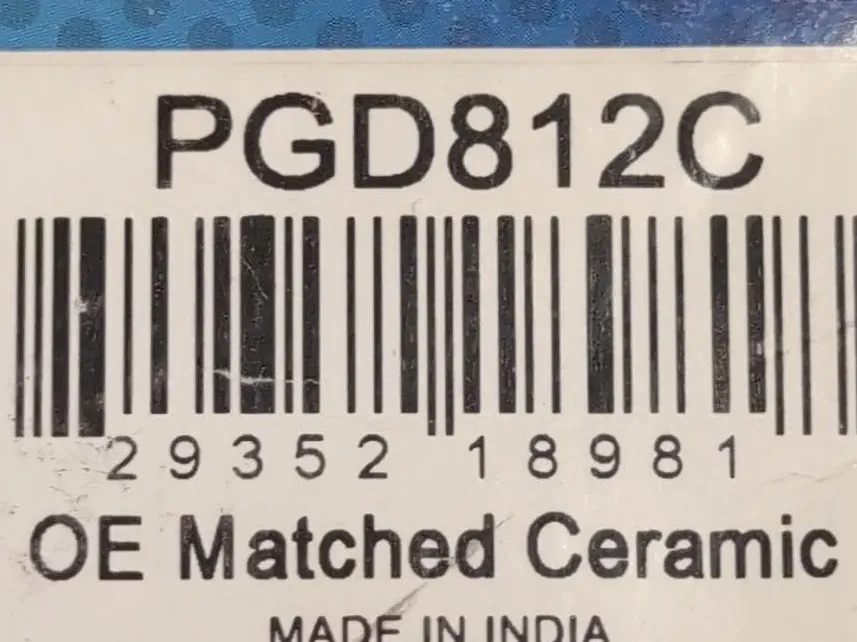 PGD812C
29352 18981
OE Matched Ceramic
MADE IN INDIA